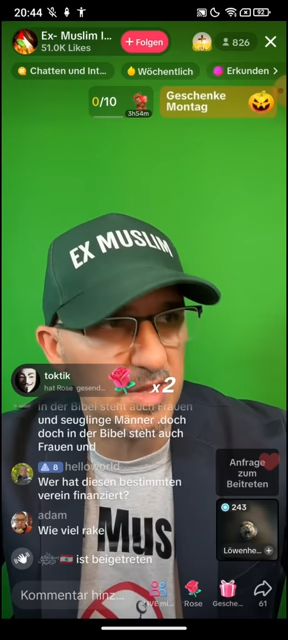 20:44
92
Ex- Muslim I...
51.0K Likes
+ Folgen
826
Chatten und Int...
Wöchentlich
Erkunden
0/10
3h54m
Geschenke
Montag
EX MUSLIM
toktik
hat Rose gesend...
x2
in der Bibel steht auch Frauen
und seuglinge Männer .doch
doch in der Bibel steht auch
Frauen und
8 helloworld
Wer hat diesen bestimmten
verein finanziert?
adam
Wie viel rake
Mus
ist beigetreten
Anfrage
zum
Beitreten
243
Löwenhe...
Kommentar hinz...
Rose
Gesche...
61